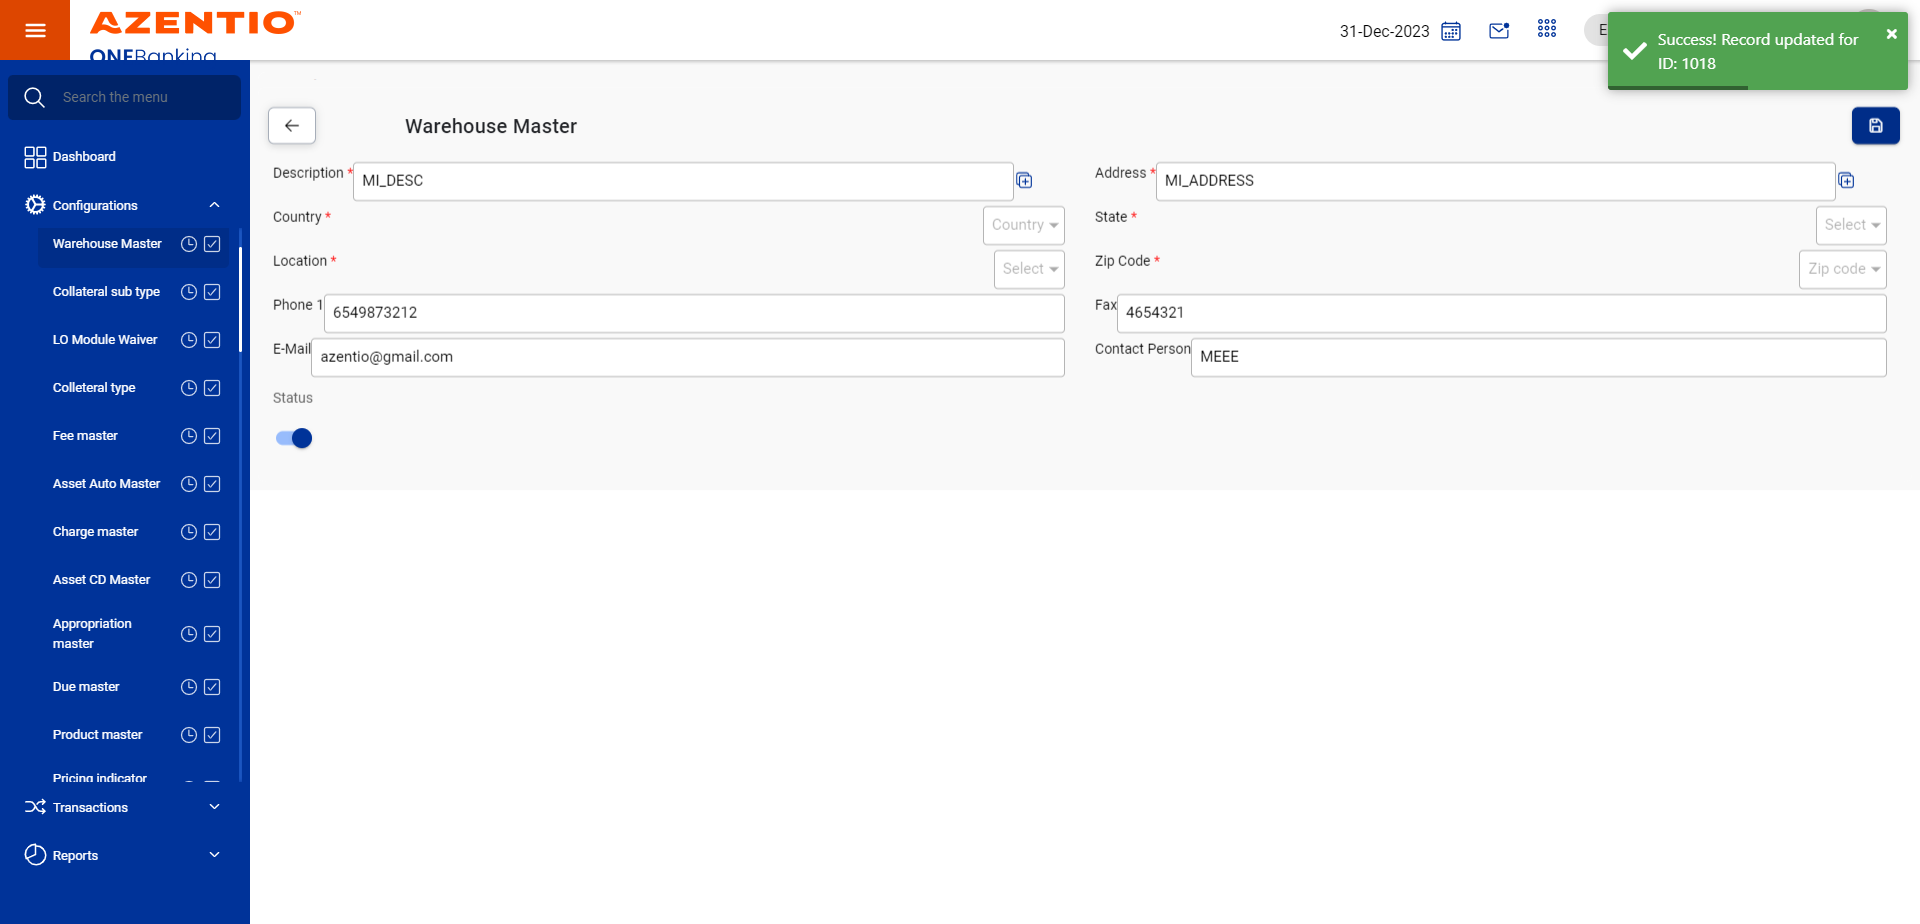 AZENTIO™
ONEBanking
31-Dec-2023
E
Success! Record updated for
ID: 1018
Search the menu
Dashboard
Configurations
Warehouse Master
Collateral sub type
LO Module Waiver
Colleteral type
Fee master
Asset Auto Master
Charge master
Asset CD Master
Appropriation
master
Due master
Product master
Pricing indicator
Transactions
Reports
Warehouse Master
Description *
MI_DESC
Address *
MI_ADDRESS
Country *
Country
State *
Select
Location *
Select
Zip Code *
Zip code
Phone 1
6549873212
Fax
4654321
E-Mail
azentio@gmail.com
Contact Person
MEEE
Status